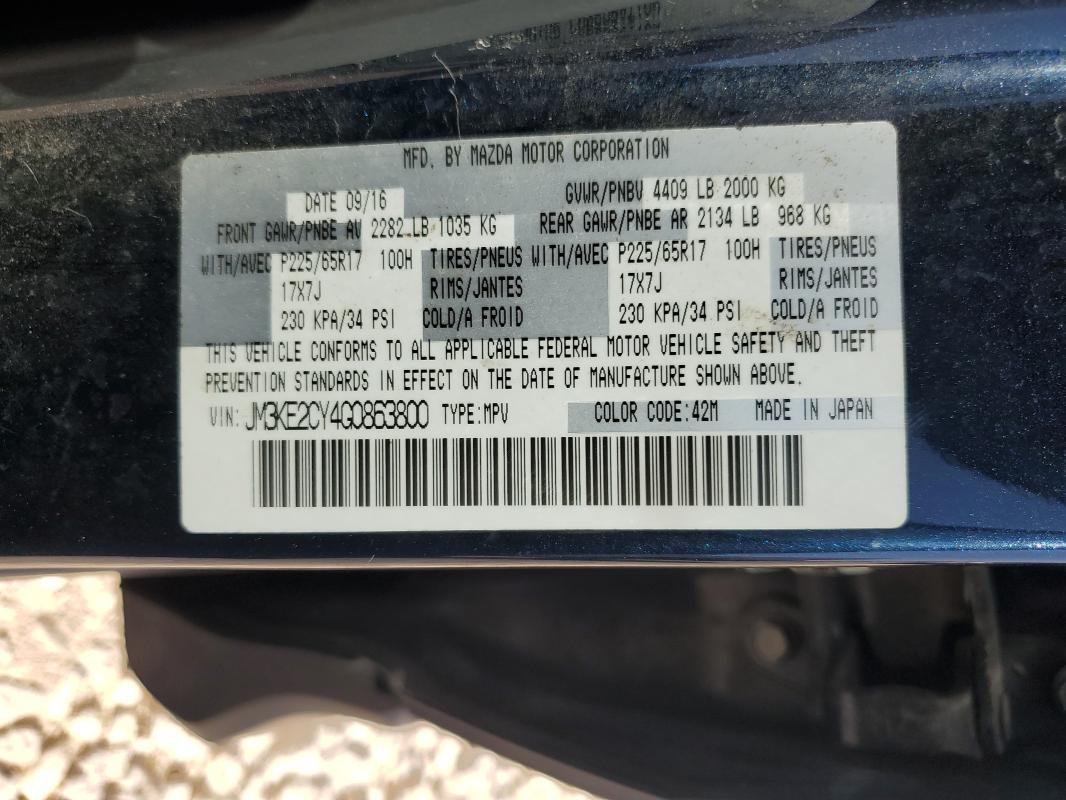 MFD. BY MAZDA MOTOR CORPORATION
DATE 09/16 GVWR/PNBV 4409 LB 2000 KG
FRONT GAWR/PNBE AV 2282 LB 1035 KG REAR GAWR/PNBE AR 2134 LB 968 KG
WITH/AVEC P225/65R17 100H TIRES/PNEUS WITH/AVEC P225/65R17 100H TIRES/PNEUS
17X7J RIMS/JANTES 17X7J RIMS/JANTES
230 KPA/34 PSI COLD/A FROID 230 KPA/34 PSI COLD/A FROID
THIS VEHICLE CONFORMS TO ALL APPLICABLE FEDERAL MOTOR VEHICLE SAFETY AND THEFT
PREVENTION STANDARDS IN EFFECT ON THE DATE OF MANUFACTURE SHOWN ABOVE.
VIN: JM3KE2CY4G0863800 TYPE:MPV COLOR CODE:42M MADE IN JAPAN